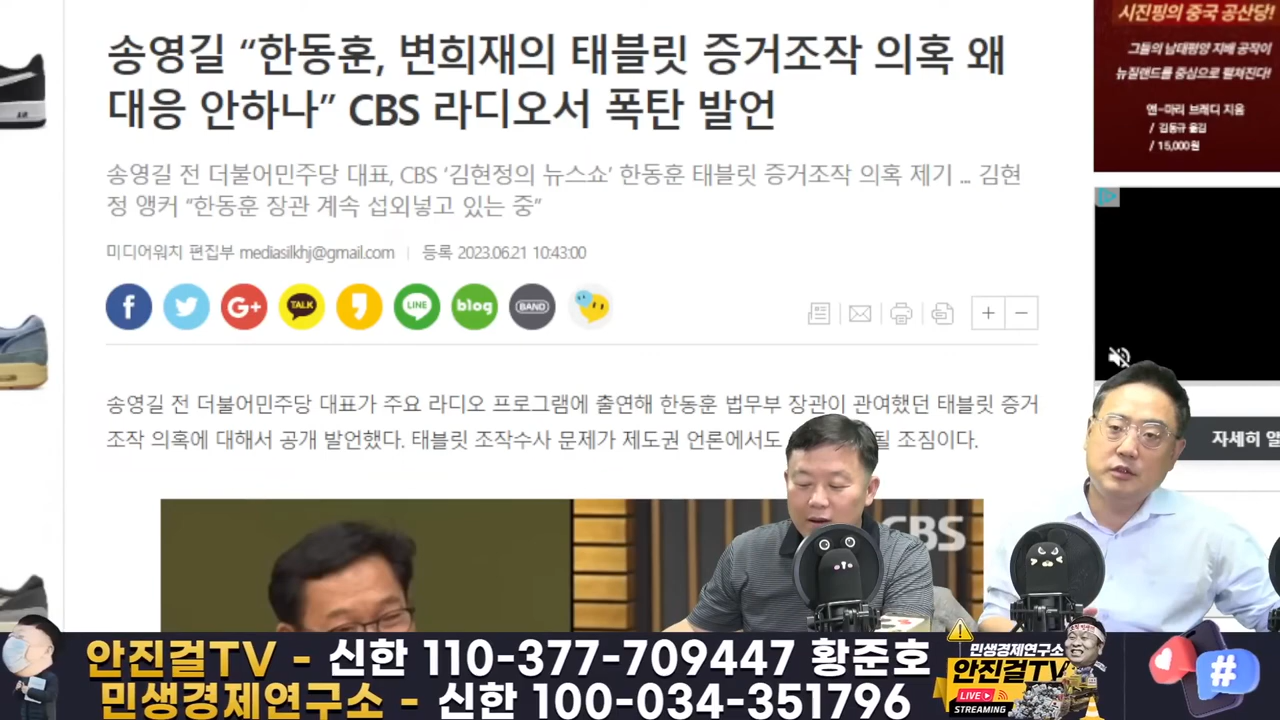 송영길 “한동훈, 변희재의 태블릿 증거조작 의혹 왜
대응 안하나” CBS 라디오서 폭탄 발언
송영길 전 더불어민주당 대표, CBS ‘김현정의 뉴스쇼’ 한동훈 태블릿 증거조작 의혹 제기 ... 김현
정 앵커 “한동훈 장관 계속 섭외넣고 있는 중”
미디어워치 편집부 mediasilkhj@gmail.com | 등록 2023.06.21 10:43:00
f G+ TALK LINE blog BAND
+ −
송영길 전 더불어민주당 대표가 주요 라디오 프로그램에 출연해 한동훈 법무부 장관이 관여했던 태블릿 증거
조작 의혹에 대해서 공개 발언했다. 태블릿 조작수사 문제가 제도권 언론에서도 될 조짐이다.
CBS
시진핑의 중국 공산당!
그들의 남태평양 지배 공작이
뉴질랜드를 중심으로 펼쳐진다!
앤-마리 브래디 지음
/ 김동규 옮김
/ 15,000원
자세히 알
AIR
안진걸TV - 신한 110-377-709447 황준호
민생경제연구소 - 신한 100-034-351796
민생경제연구소
안진걸TV
LIVE
STREAMING
#